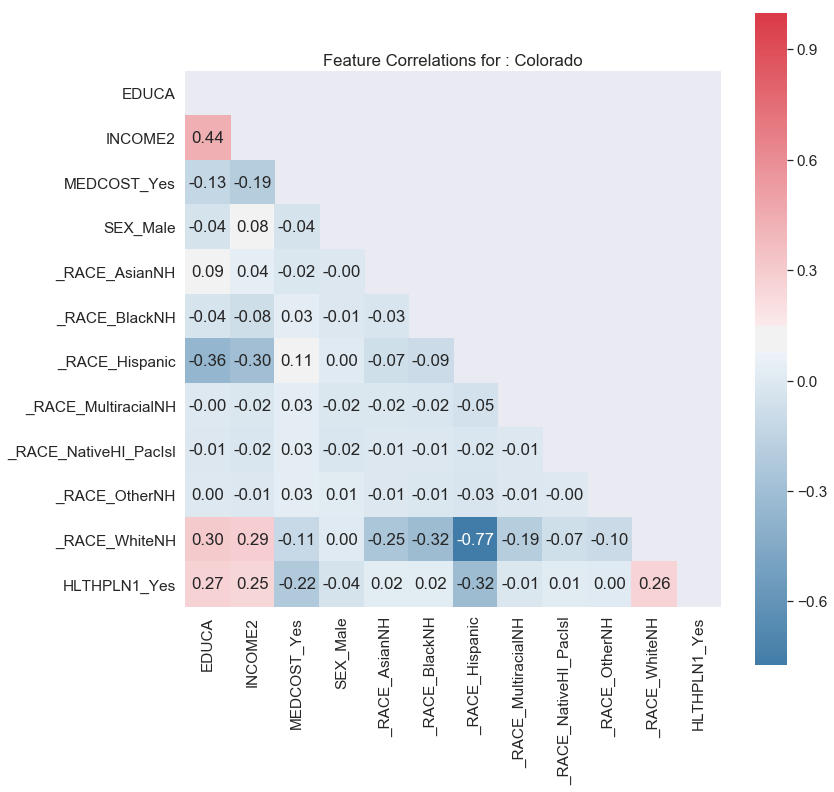 Feature Correlations for : Colorado
EDUCA
INCOME2 0.44
MEDCOST_Yes -0.13 -0.19
SEX_Male -0.04 0.08 -0.04
_RACE_AsianNH 0.09 0.04 -0.02 -0.00
_RACE_BlackNH -0.04 -0.08 0.03 -0.01 -0.03
_RACE_Hispanic -0.36 -0.30 0.11 0.00 -0.07 -0.09
_RACE_MultiracialNH -0.00 -0.02 0.03 -0.02 -0.02 -0.02 -0.05
_RACE_NativeHI_PacIsl -0.01 -0.02 0.03 -0.02 -0.01 -0.01 -0.02 -0.01
_RACE_OtherNH 0.00 -0.01 0.03 0.01 -0.01 -0.01 -0.03 -0.01 -0.00
_RACE_WhiteNH 0.30 0.29 -0.11 0.00 -0.25 -0.32 -0.77 -0.19 -0.07 -0.10
HLTHPLN1_Yes 0.27 0.25 -0.22 -0.04 0.02 0.02 -0.32 -0.01 0.01 0.00 0.26
EDUCA
INCOME2
MEDCOST_Yes
SEX_Male
_RACE_AsianNH
_RACE_BlackNH
_RACE_Hispanic
_RACE_MultiracialNH
_RACE_NativeHI_PacIsl
_RACE_OtherNH
_RACE_WhiteNH
HLTHPLN1_Yes
0.9
0.6
0.3
0.0
-0.3
-0.6